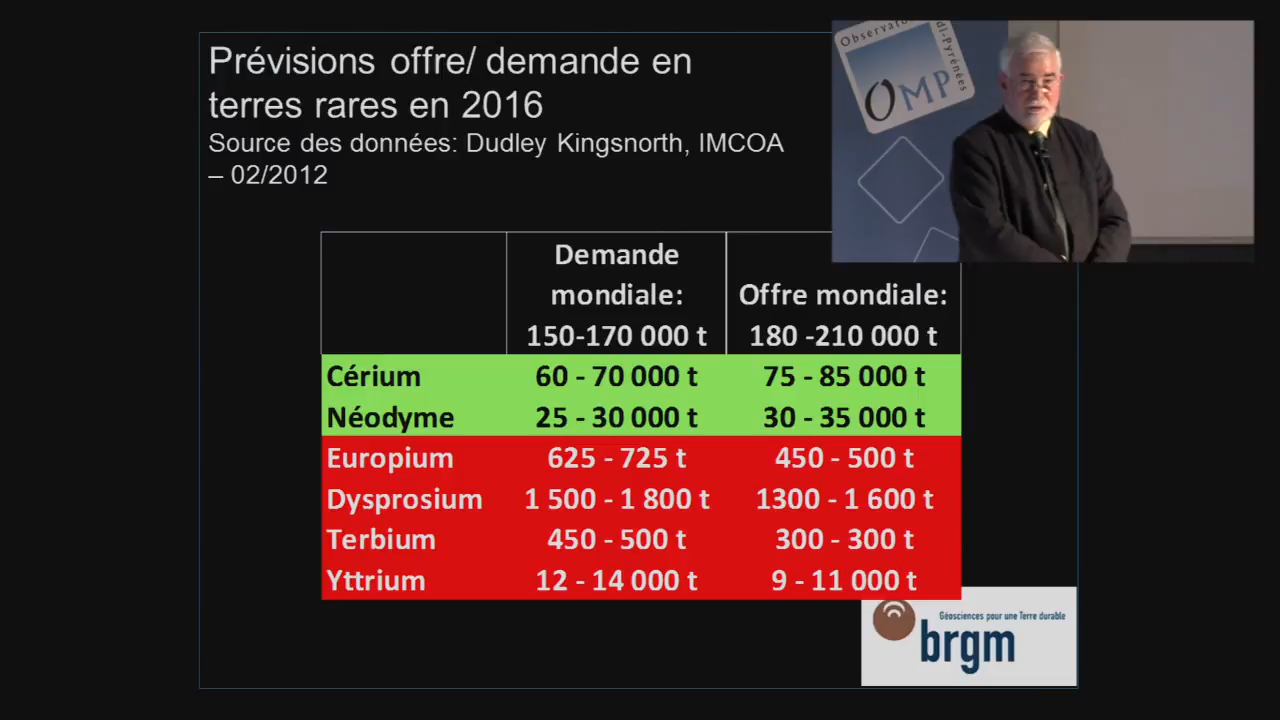 Prévisions offre/ demande en
terres rares en 2016
Source des données: Dudley Kingsnorth, IMCOA
– 02/2012
Observato
di-Pyrénées
OMP
Demande
mondiale:
150-170 000 t
Offre mondiale:
180 -210 000 t
Cérium 60 - 70 000 t 75 - 85 000 t
Néodyme 25 - 30 000 t 30 - 35 000 t
Europium 625 - 725 t 450 - 500 t
Dysprosium 1 500 - 1 800 t 1300 - 1 600 t
Terbium 450 - 500 t 300 - 300 t
Yttrium 12 - 14 000 t 9 - 11 000 t
Géosciences pour une Terre durable
brgm